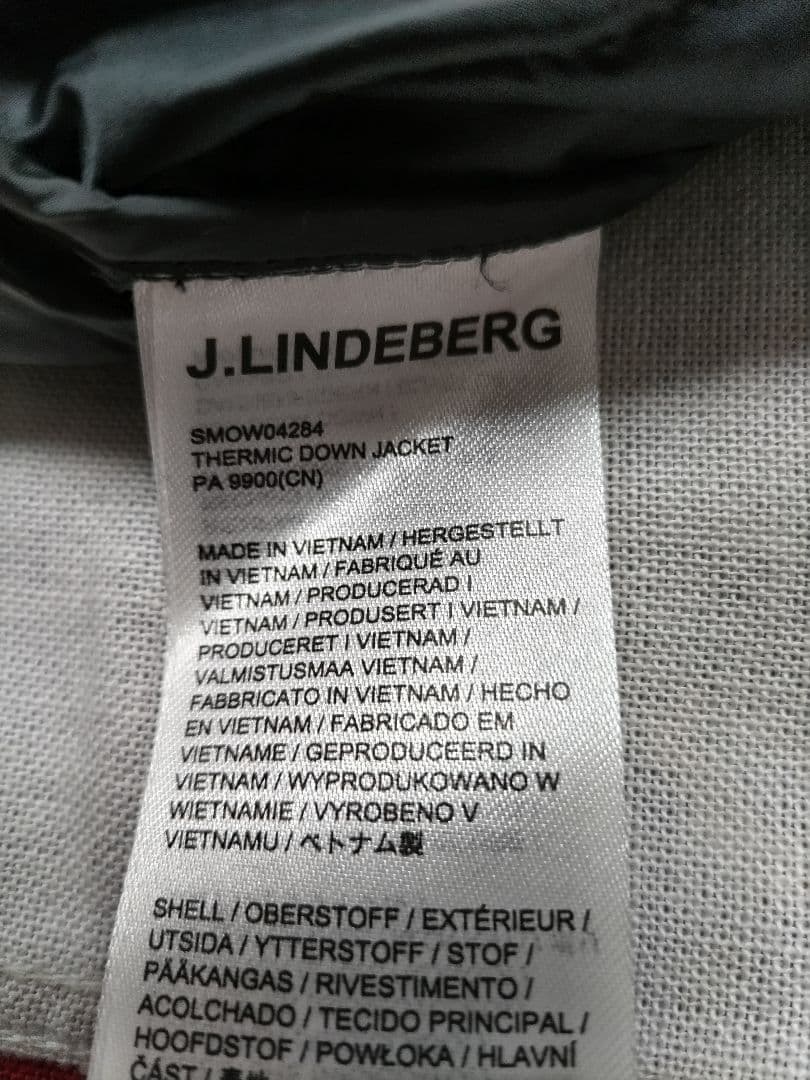 J.LINDEBERG
SMOW04284
THERMIC DOWN JACKET
PA 9900(CN)
MADE IN VIETNAM / HERGESTELLT
IN VIETNAM / FABRIQUÉ AU
VIETNAM / PRODUCERAD I
VIETNAM / PRODUSERT I VIETNAM /
PRODUCERET I VIETNAM /
VALMISTUSMAA VIETNAM /
FABBRICATO IN VIETNAM / HECHO
EN VIETNAM / FABRICADO EM
VIETNAME / GEPRODUCEERD IN
VIETNAM / WYPRODUKOWANO W
WIETNAMIE / VYROBENO V
VIETNAMU / ベトナム製
SHELL / OBERSTOFF / EXTÉRIEUR /
UTSIDA / YTTERSTOFF / STOF /
PÄÄKANGAS / RIVESTIMENTO /
ACOLCHADO / TECIDO PRINCIPAL /
HOOFDSTOF / POWŁOKA / HLAVNÍ
ČÁST /